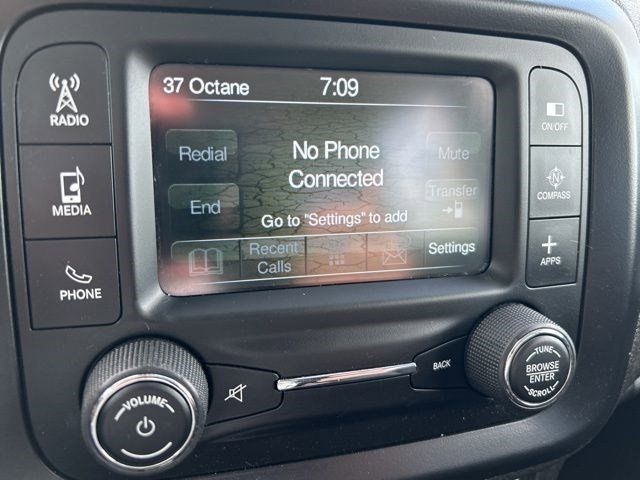 37 Octane 7:09
RADIO
MEDIA
PHONE
Redial
End
No Phone
Connected
Go to "Settings" to add
Mute
Transfer
Recent
Calls
Settings
ON/OFF
COMPASS
APPS
VOLUME
BACK
TUNE
BROWSE
ENTER
SCROLL